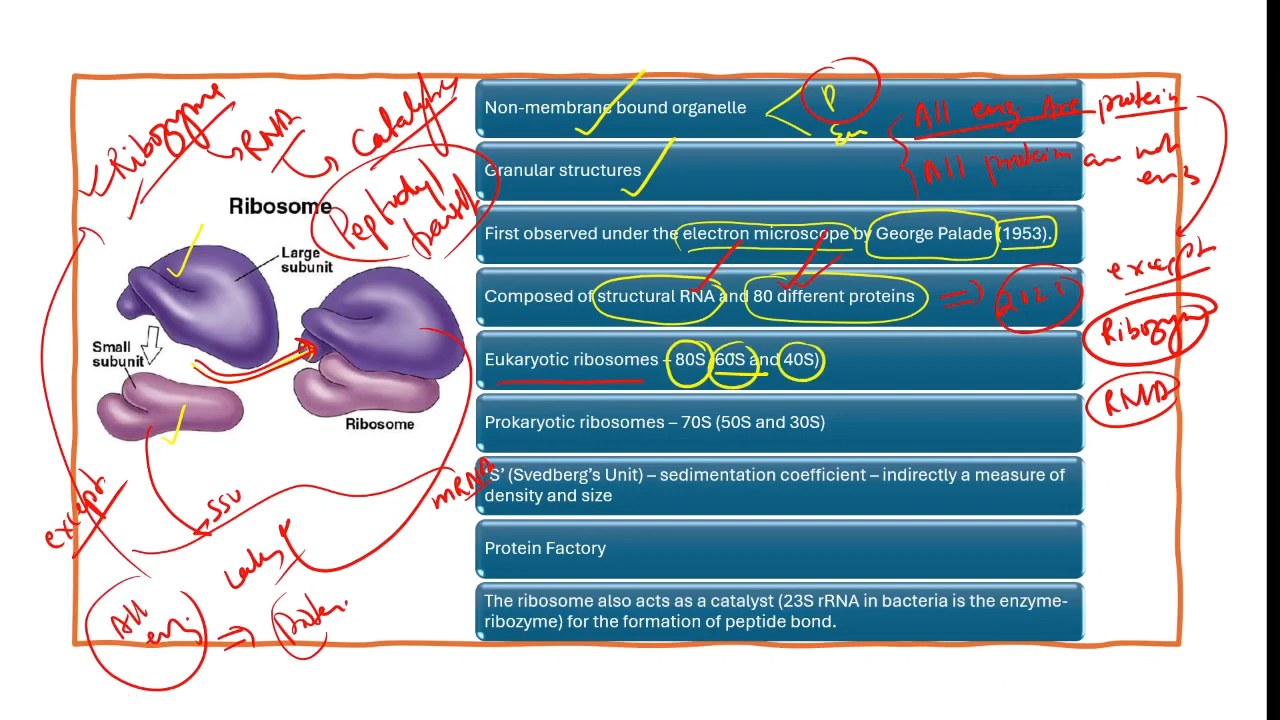 Ribozyme
RNA
Catalytic
Peptidyl
Ribosome
Large
subunit
Small
subunit
Ribosome
except
SSU
mRNA
All
enz.
Non-membrane bound organelle
P
Eu
All enz Are protein
All protein are not
enz
Granular structures
First observed under the electron microscope by George Palade (1953).
except
Composed of structural RNA and 80 different proteins
Ribozyme
RNA
Eukaryotic ribosomes – 80S (60S and 40S)
Prokaryotic ribosomes – 70S (50S and 30S)
'S' (Svedberg's Unit) – sedimentation coefficient – indirectly a measure of
density and size
Protein Factory
The ribosome also acts as a catalyst (23S rRNA in bacteria is the enzyme-
ribozyme) for the formation of peptide bond.